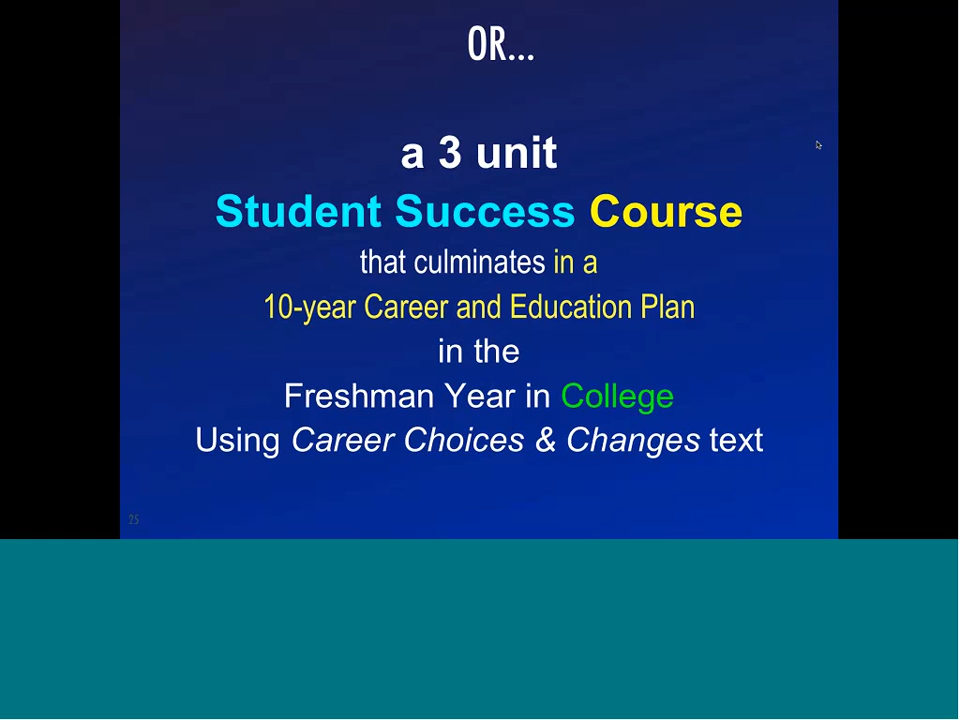 OR...
a 3 unit
Student Success Course
that culminates in a
10-year Career and Education Plan
in the
Freshman Year in College
Using Career Choices & Changes text
25